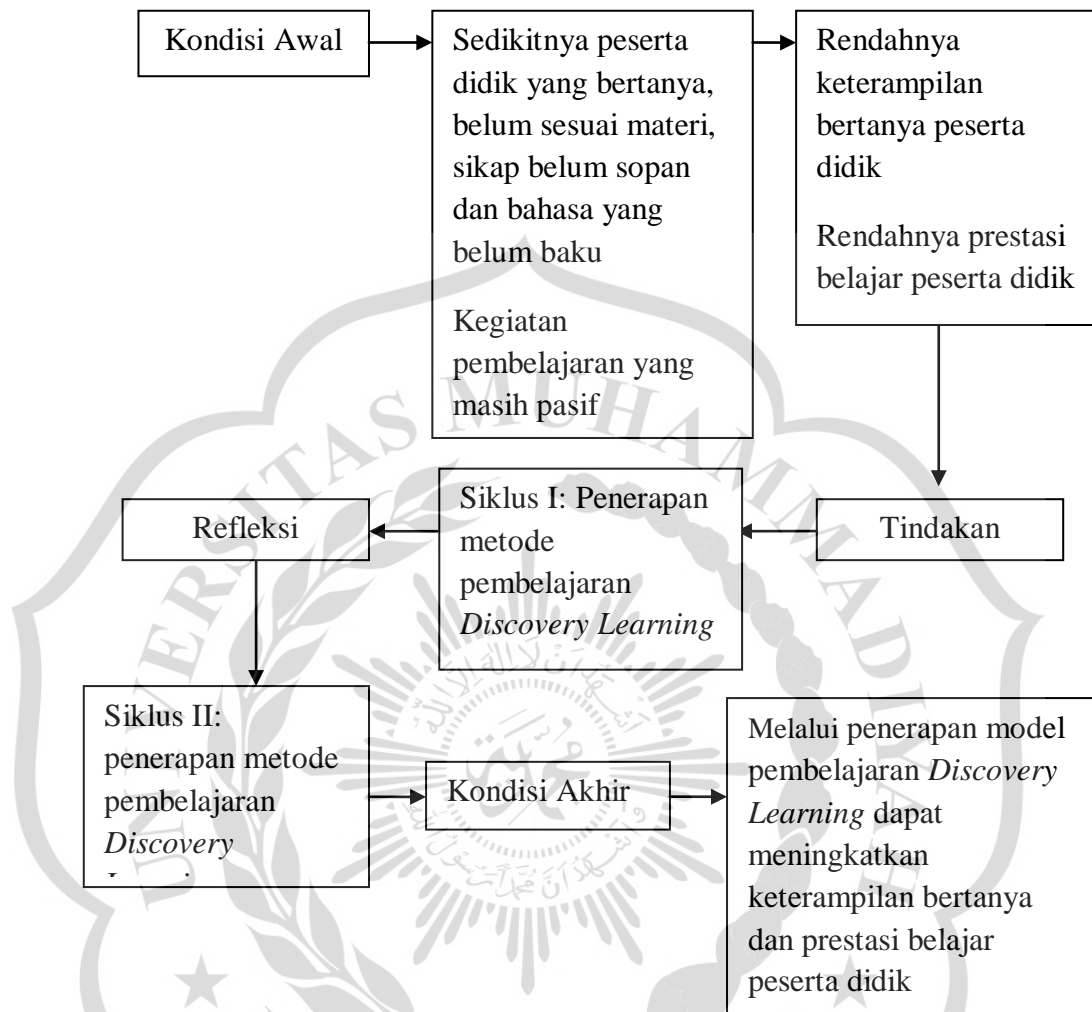 Kondisi Awal
Sedikitnya peserta
didik yang bertanya,
belum sesuai materi,
sikap belum sopan
dan bahasa yang
belum baku
Kegiatan
pembelajaran yang
masih pasif
Rendahnya
keterampilan
bertanya peserta
didik
Rendahnya prestasi
belajar peserta didik
Tindakan
Siklus I: Penerapan
metode
pembelajaran
Discovery Learning
Refleksi
Siklus II:
penerapan metode
pembelajaran
Discovery
Kondisi Akhir
Melalui penerapan model
pembelajaran Discovery
Learning dapat
meningkatkan
keterampilan bertanya
dan prestasi belajar
peserta didik
UNIVERSITAS MUHAMMADIYAH